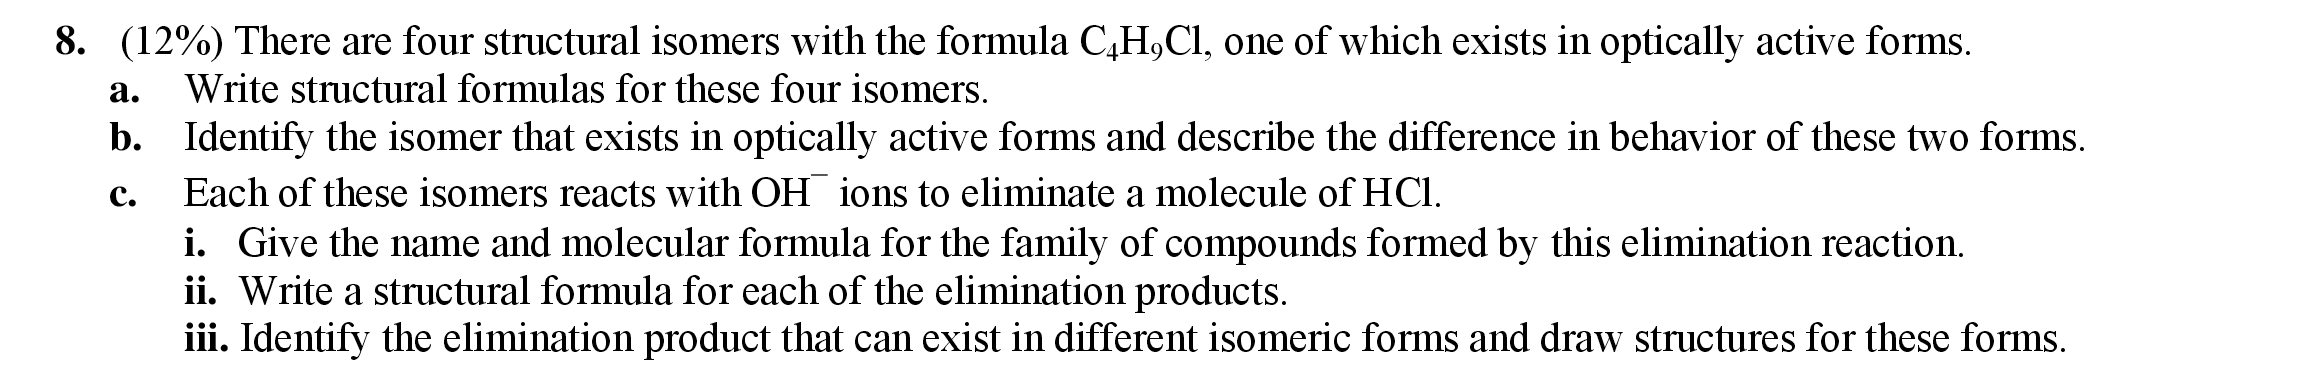 8. (12%) There are four structural isomers with the formula C₄H₉Cl, one of which exists in optically active forms.
a. Write structural formulas for these four isomers.
b. Identify the isomer that exists in optically active forms and describe the difference in behavior of these two forms.
c. Each of these isomers reacts with OH⁻ ions to eliminate a molecule of HCl.
i. Give the name and molecular formula for the family of compounds formed by this elimination reaction.
ii. Write a structural formula for each of the elimination products.
iii. Identify the elimination product that can exist in different isomeric forms and draw structures for these forms.